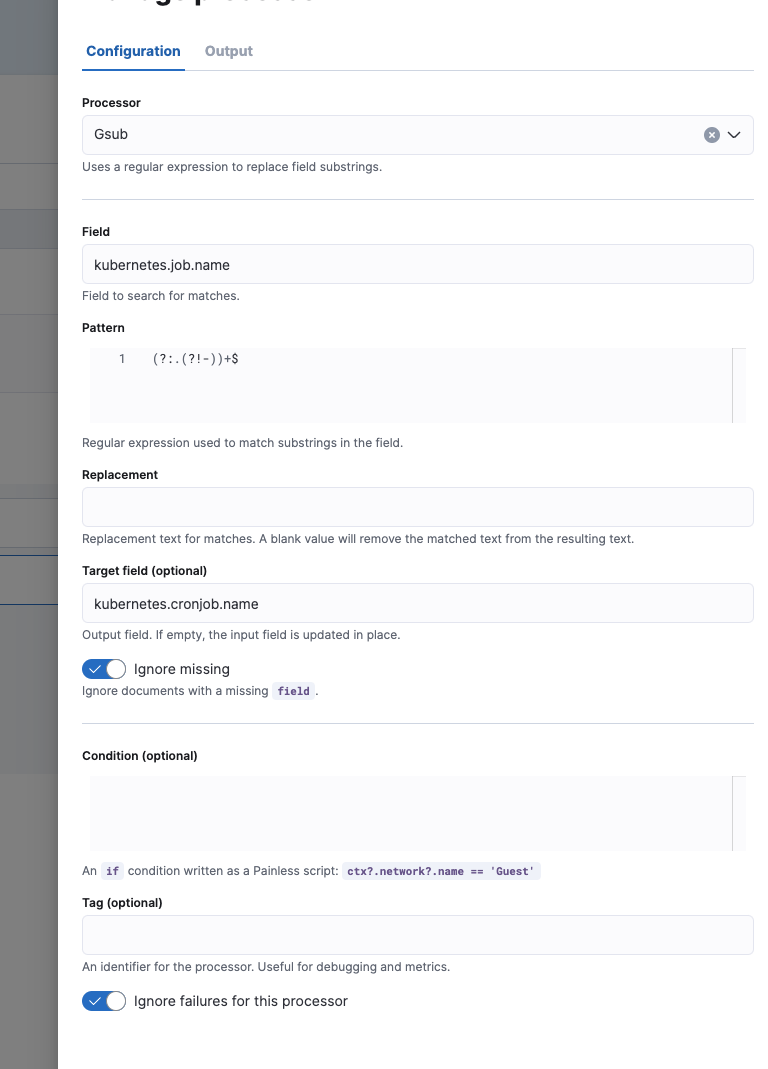 Configuration Output
Processor
Gsub
Uses a regular expression to replace field substrings.
Field
kubernetes.job.name
Field to search for matches.
Pattern
1 (?:.(?!-))+$
Regular expression used to match substrings in the field.
Replacement
Replacement text for matches. A blank value will remove the matched text from the resulting text.
Target field (optional)
kubernetes.cronjob.name
Output field. If empty, the input field is updated in place.
Ignore missing
Ignore documents with a missing field .
Condition (optional)
An if condition written as a Painless script: ctx?.network?.name == 'Guest'
Tag (optional)
An identifier for the processor. Useful for debugging and metrics.
Ignore failures for this processor